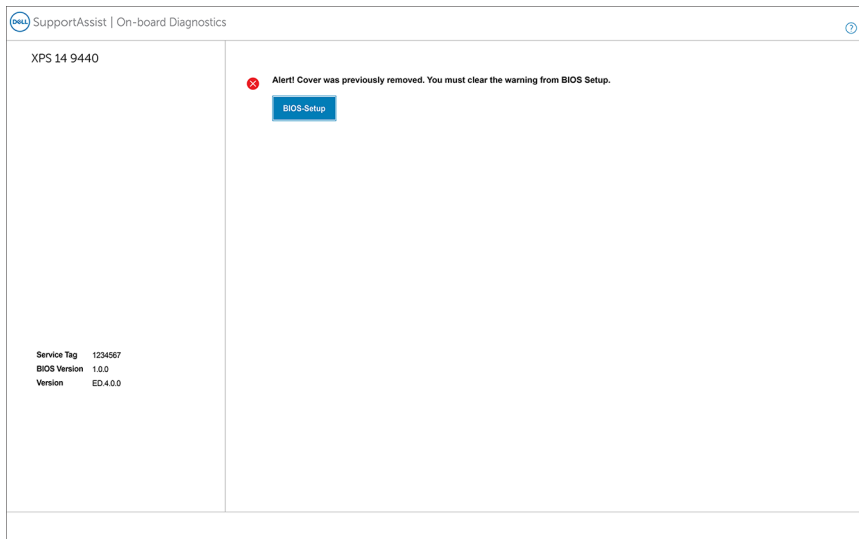 DELL SupportAssist | On-board Diagnostics
?
XPS 14 9440
Alert! Cover was previously removed. You must clear the warning from BIOS Setup.
BIOS-Setup
Service Tag 1234567
BIOS Version 1.0.0
Version ED.4.0.0